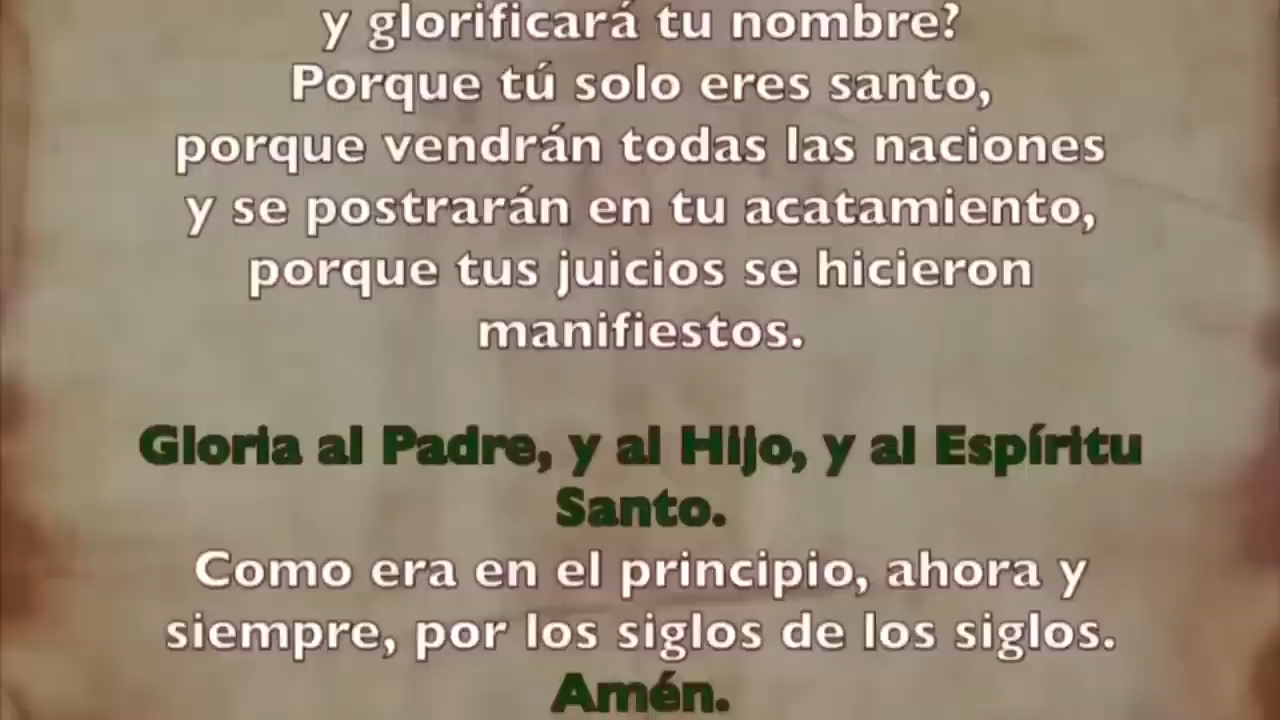 y glorificará tu nombre?
Porque tú solo eres santo,
porque vendrán todas las naciones
y se postrarán en tu acatamiento,
porque tus juicios se hicieron
manifiestos.
Gloria al Padre, y al Hijo, y al Espíritu
Santo.
Como era en el principio, ahora y
siempre, por los siglos de los siglos.
Amén.